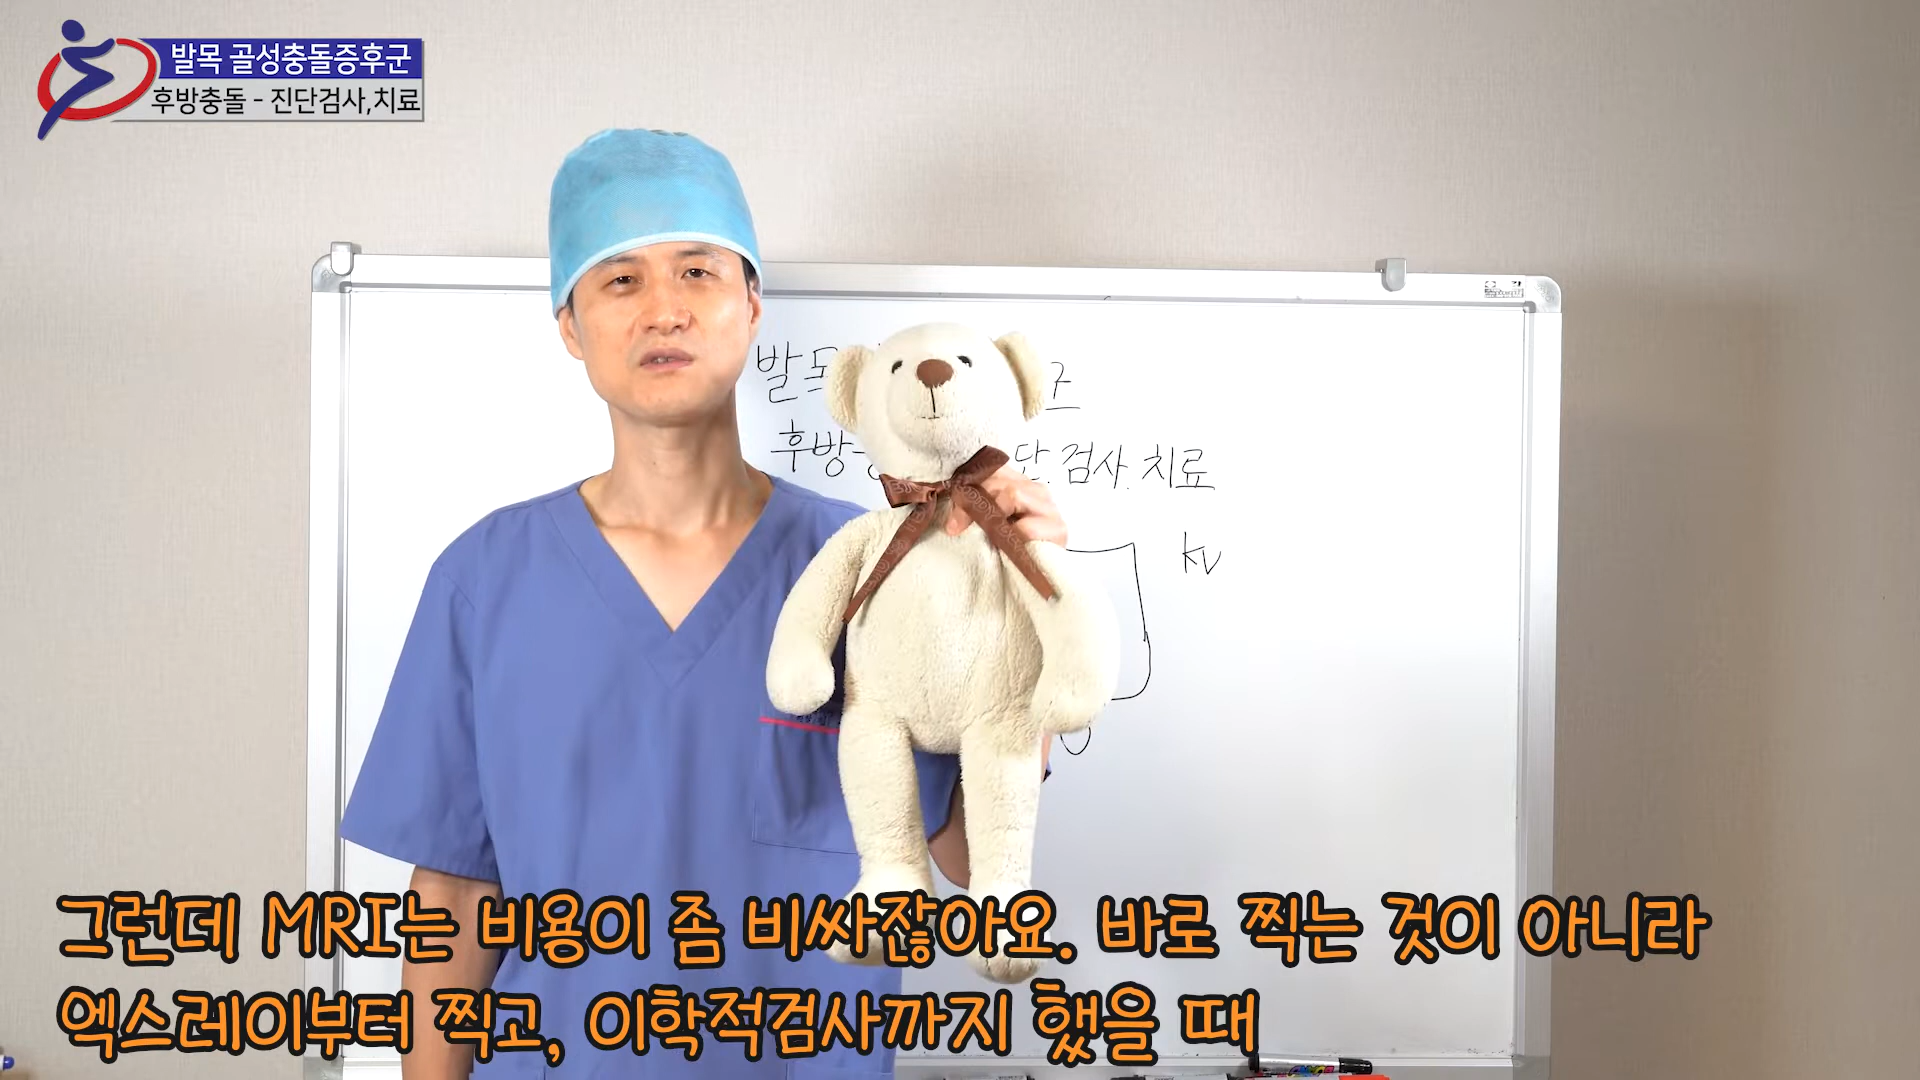 발목 골성충돌증후군
후방충돌 - 진단검사,치료
발목
후방 단.검사.치료
kv
그런데 MRI는 비용이 좀 비싸잖아요. 바로 찍는 것이 아니라
엑스레이부터 찍고, 이학적검사까지 했을 때